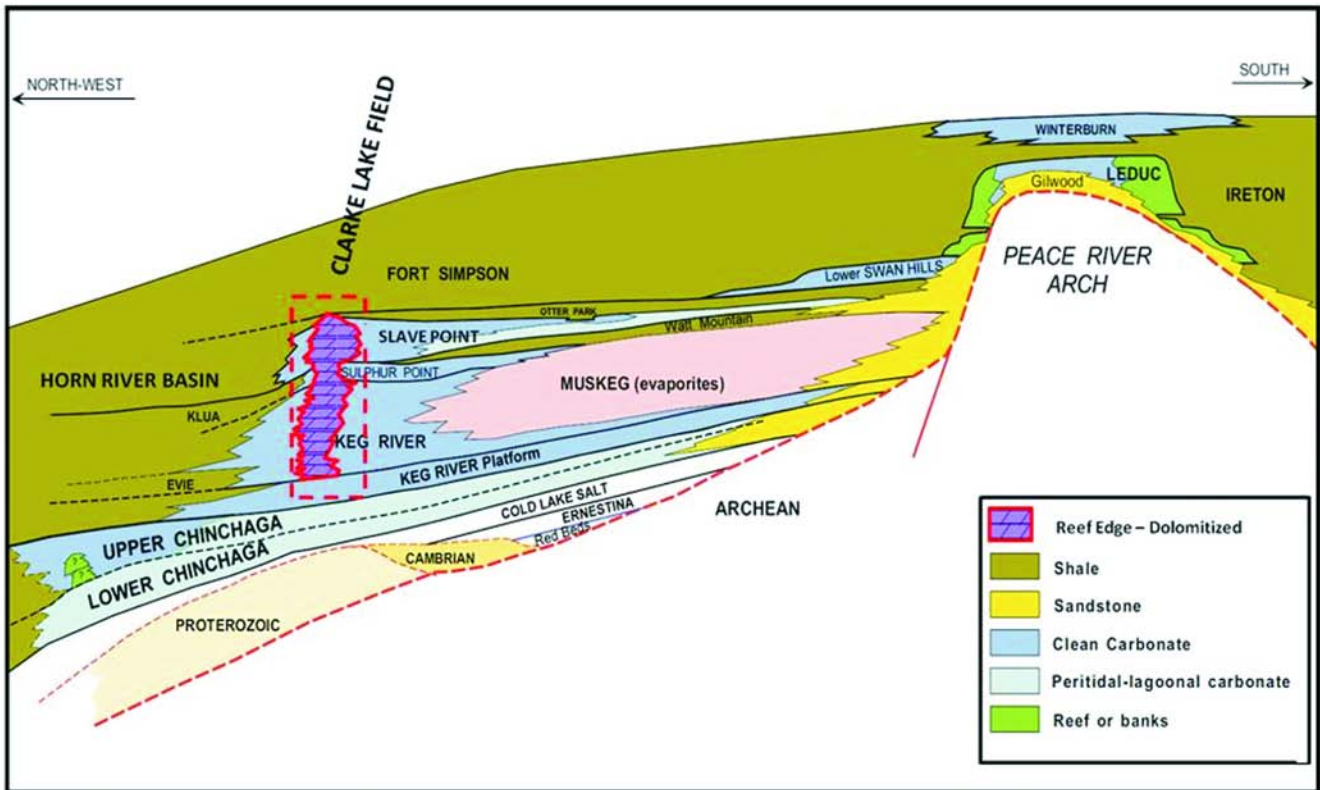 NORTH-WEST
SOUTH
CLARKE LAKE FIELD
WINTERBURN
LEDUC
Gilwood
IRETON
PEACE RIVER
ARCH
FORT SIMPSON
Lower SWAN HILLS
OTTER PARK
Watt Mountain
SLAVE POINT
SULPHUR POINT
HORN RIVER BASIN
MUSKEG (evaporites)
KLUA
KEG RIVER
KEG RIVER Platform
EVIE
COLD LAKE SALT
ERNESTINA
Red Beds
ARCHEAN
UPPER CHINCHAGA
LOWER CHINCHAGA
CAMBRIAN
PROTEROZOIC
Reef Edge – Dolomitized
Shale
Sandstone
Clean Carbonate
Peritidal-lagoonal carbonate
Reef or banks